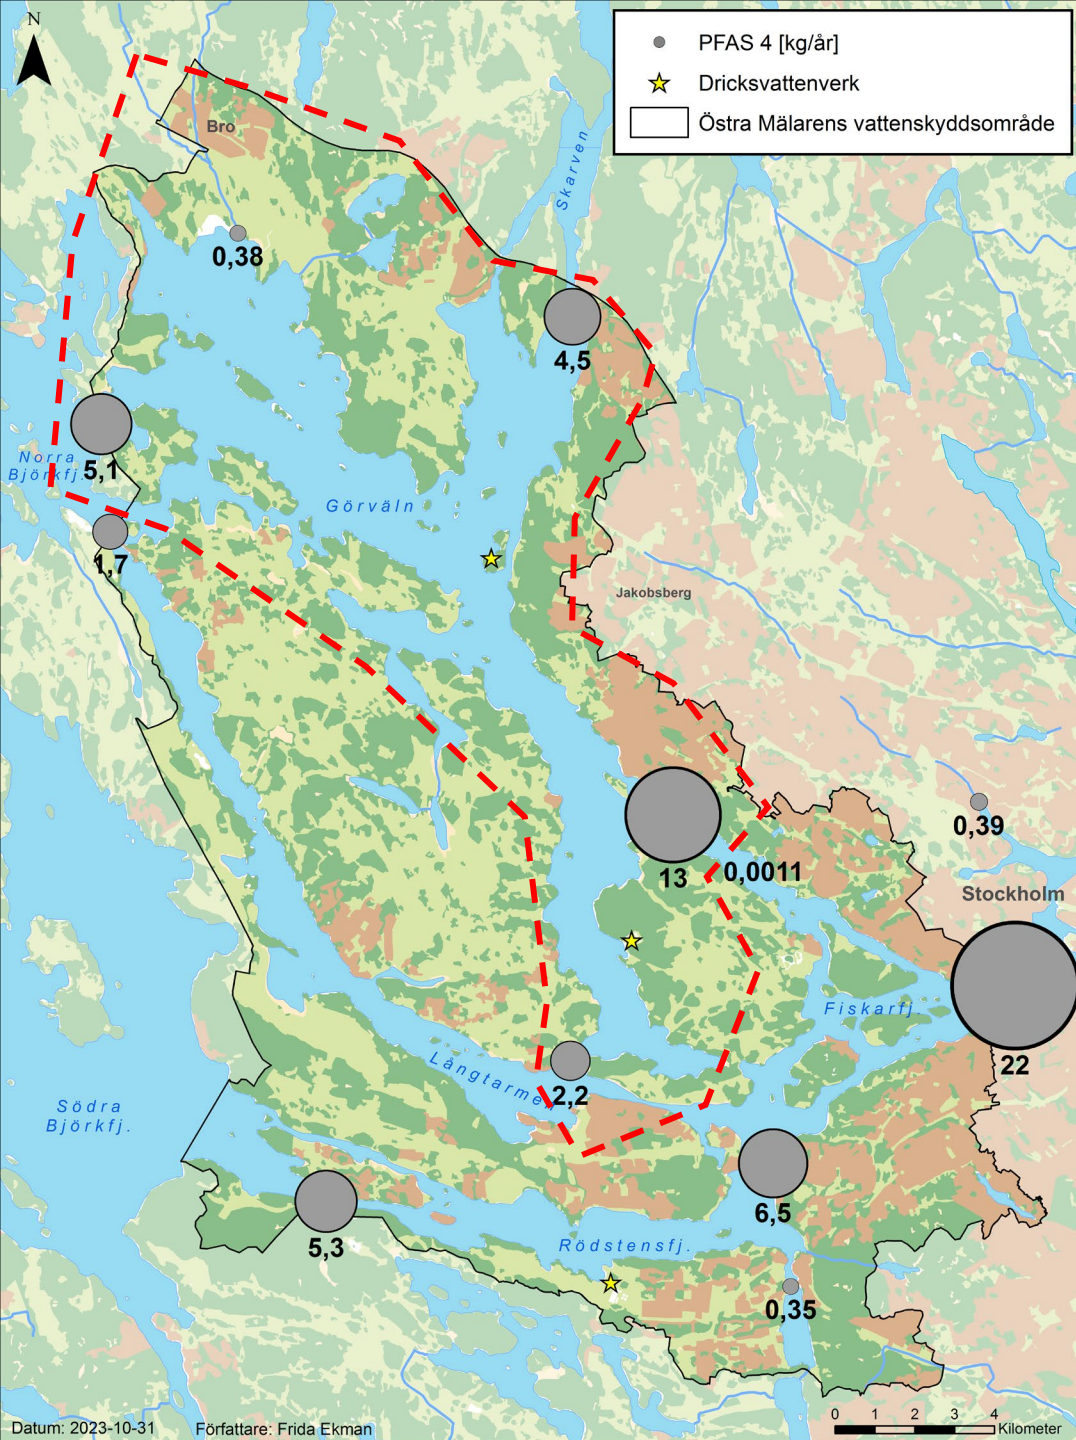 N
PFAS 4 [kg/år]
Dricksvattenverk
Östra Mälarens vattenskyddsområde
Bro
Skarven
0,38
4,5
Norra
Björkfj.
5,1
Görväln
1,7
Jakobsberg
0,39
13
0,0011
Stockholm
Fiskarfj.
22
Långtarmen
2,2
Södra
Björkfj.
6,5
5,3
Rödstensfj.
0,35
0 1 2 3 4
Kilometer
Datum: 2023-10-31 Författare: Frida Ekman